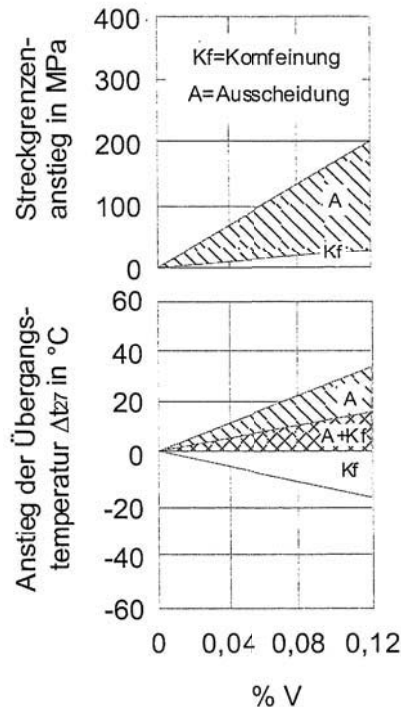 Streckgrenzen-
anstieg in MPa
400
300
200
100
0
Kf=Kornfeinung
A=Ausscheidung
A
Kf
Anstieg der Übergangs-
temperatur Δt27 in °C
60
40
20
0
-20
-40
-60
A
A+Kf
Kf
0 0,04 0,08 0,12
% V